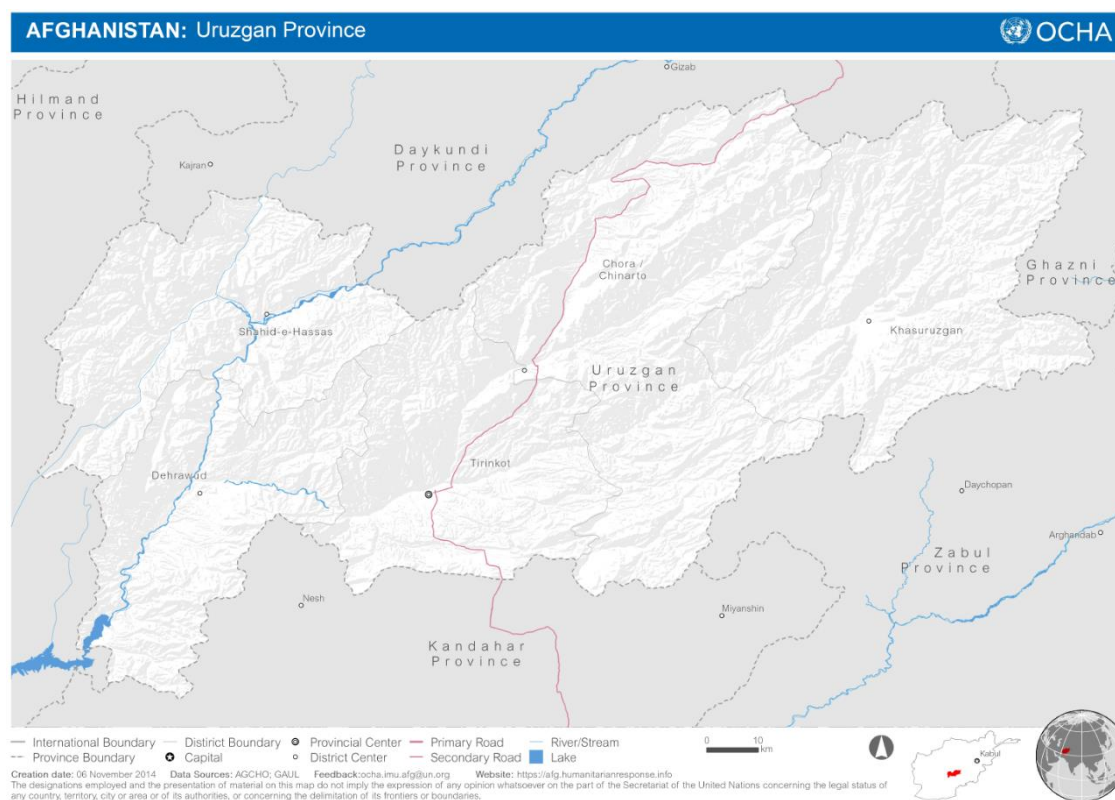 AFGHANISTAN: Uruzgan Province
OCHA
Gizab
Hilmand
Province
Daykundi
Province
Kajran
Chora /
Chinarto
Ghazni
Province
Shahid-e-Hassas
Khasuruzgan
Uruzgan
Province
Tirinkot
Dehrawud
Daychopan
Arghandab
Zabul
Province
Nesh
Miyanshin
Kandahar
Province
International Boundary
District Boundary
Provincial Center
Primary Road
River/Stream
Province Boundary
Capital
District Center
Secondary Road
Lake
0 10
km
Kabul
Creation date: 06 November 2014 Data Sources: AGCHO; GAUL Feedback:ocha.imu.afg@un.org Website: https://afg.humanitarianresponse.info
The designations employed and the presentation of material on this map do not imply the expression of any opinion whatsoever on the part of the Secretariat of the United Nations concerning the legal status of
any country, territory, city or area or of its authorities, or concerning the delimitation of its frontiers or boundaries.